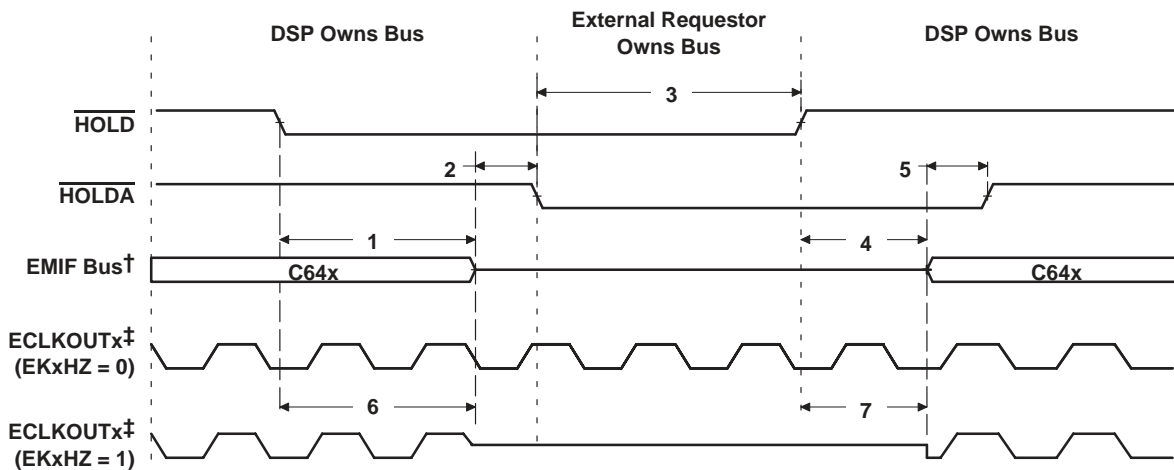 DSP Owns Bus
External Requestor
Owns Bus
DSP Owns Bus
HOLD
3
HOLDA
2
5
1
4
EMIF Bus†
C64x
C64x
ECLKOUTx‡
(EKxHZ = 0)
6
7
ECLKOUTx‡
(EKxHZ = 1)